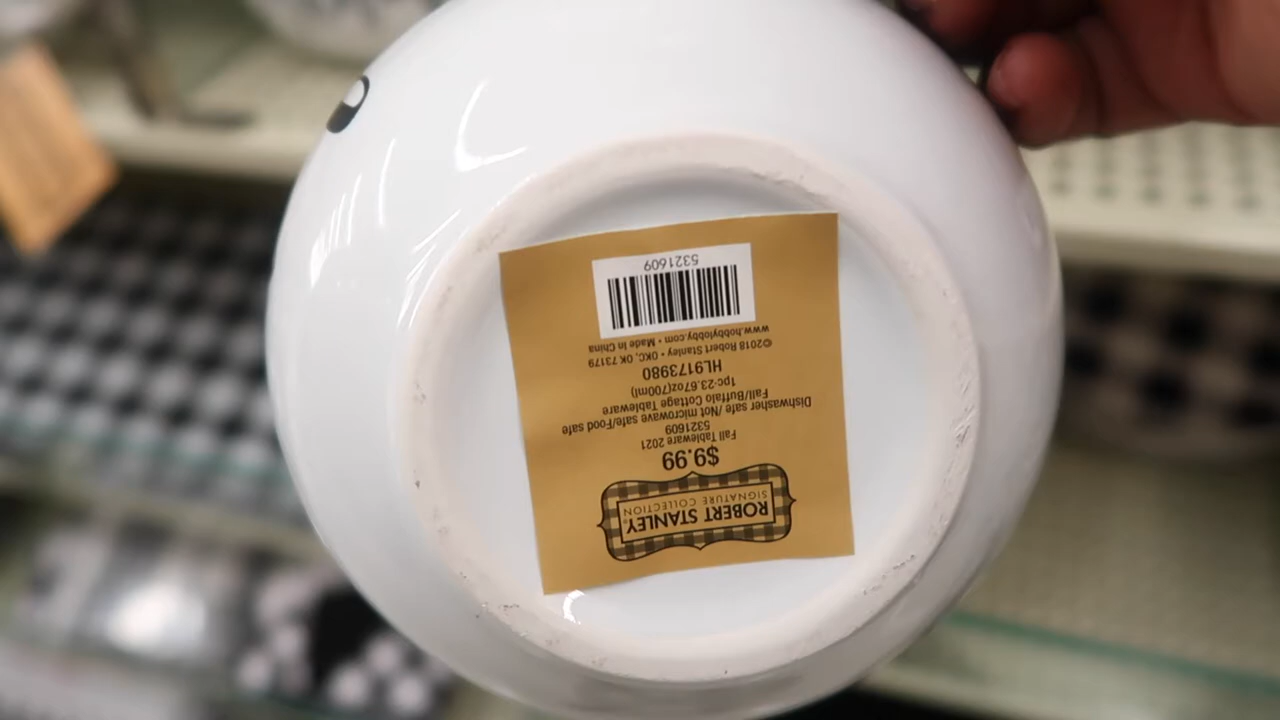 ROBERT STANLEY®
SIGNATURE COLLECTION
$9.99
Fall Tableware 2021
5321609
Dishwasher safe /Not microwave safe/Food safe
Fall/Buffalo Cottage Tableware
1pc-23.67oz(700ml)
HL9173980
©2018 Robert Stanley • OKC, OK 73179
www.hobbylobby.com • Made in China
5321609